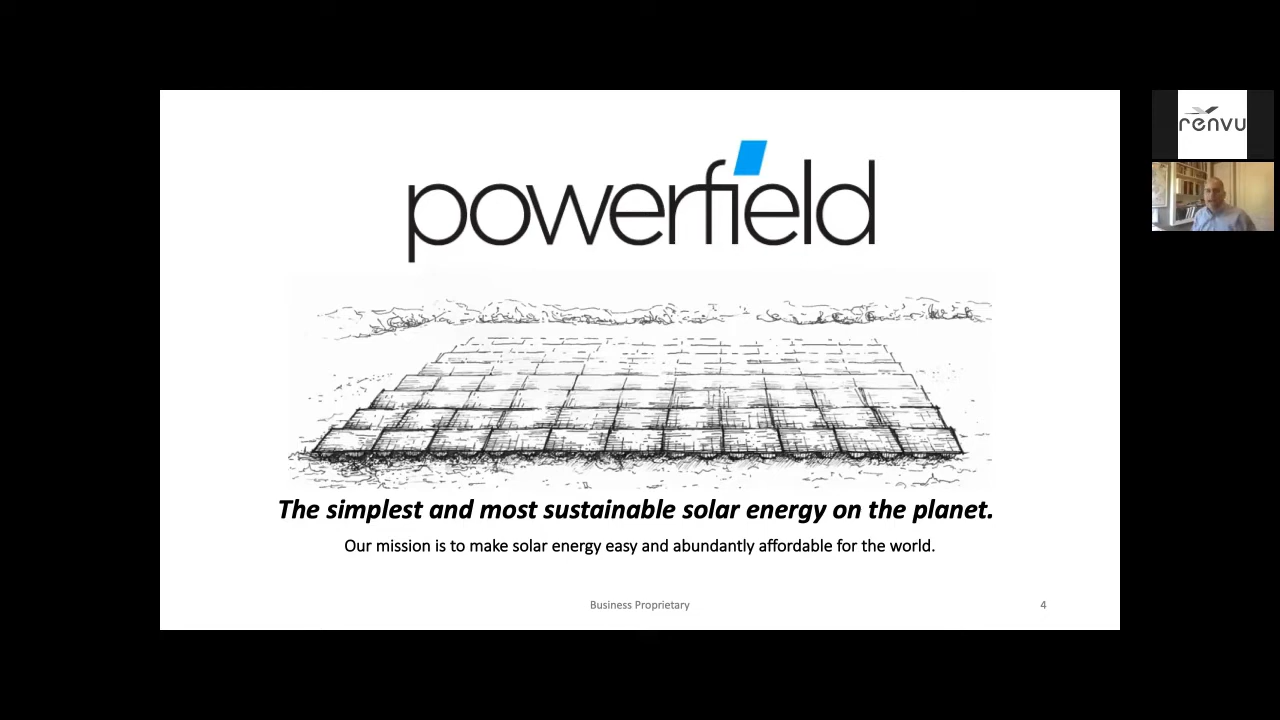 powerfield
The simplest and most sustainable solar energy on the planet.
Our mission is to make solar energy easy and abundantly affordable for the world.
Business Proprietary
4
renvu